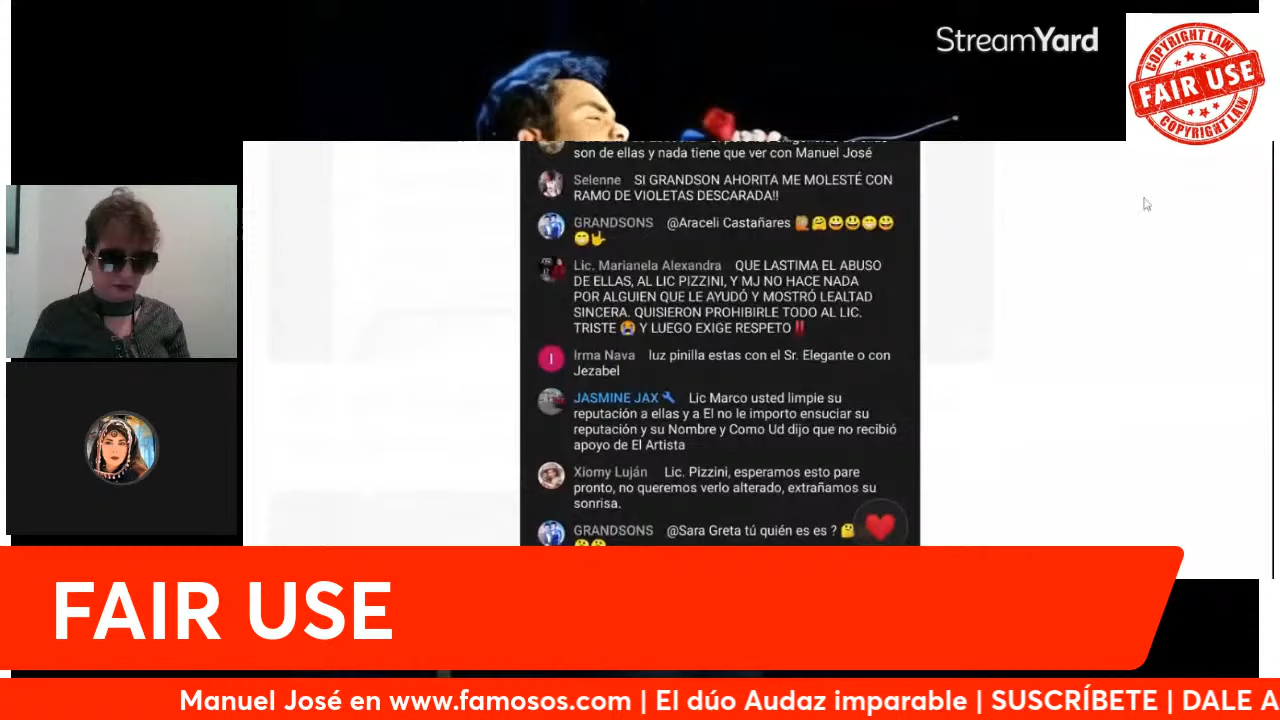 StreamYard
COPYRIGHT LAW
FAIR USE
COPYRIGHT LAW
son de ellas y nada tiene que ver con Manuel José
Selenne SI GRANDSON AHORITA ME MOLESTÉ CON
RAMO DE VIOLETAS DESCARADA!!
GRANDSONS @Araceli Castañares
Lic. Marianela Alexandra QUE LASTIMA EL ABUSO
DE ELLAS, AL LIC PIZZINI, Y MJ NO HACE NADA
POR ALGUIEN QUE LE AYUDÓ Y MOSTRÓ LEALTAD
SINCERA. QUISIERON PROHIBIRLE TODO AL LIC.
TRISTE 😭 Y LUEGO EXIGE RESPETO‼️
I
Irma Nava luz pinilla estas con el Sr. Elegante o con
Jezabel
JASMINE JAX Lic Marco usted limpie su
reputación a ellas y a El no le importo ensuciar su
reputación y su Nombre y Como Ud dijo que no recibió
apoyo de El Artista
Xiomy Luján Lic. Pizzini, esperamos esto pare
pronto, no queremos verlo alterado, extrañamos su
sonrisa.
GRANDSONS @Sara Greta tú quién es es ?
FAIR USE
Manuel José en www.famosos.com | El dúo Audaz imparable | SUSCRÍBETE | DALE A